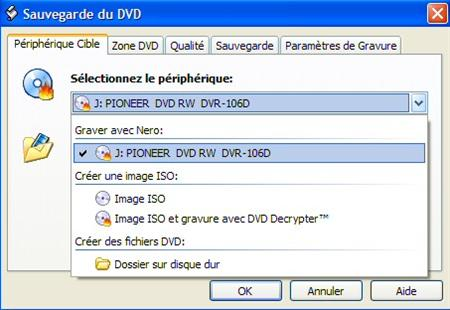 Sauvegarde du DVD
Périphérique Cible Zone DVD Qualité Sauvegarde Paramètres de Gravure
Sélectionnez le périphérique:
J: PIONEER DVD RW DVR-106D
Graver avec Nero:
J: PIONEER DVD RW DVR-106D
Créer une image ISO:
Image ISO
Image ISO et gravure avec DVD Decrypter™
Créer des fichiers DVD:
Dossier sur disque dur
OK Annuler Aide